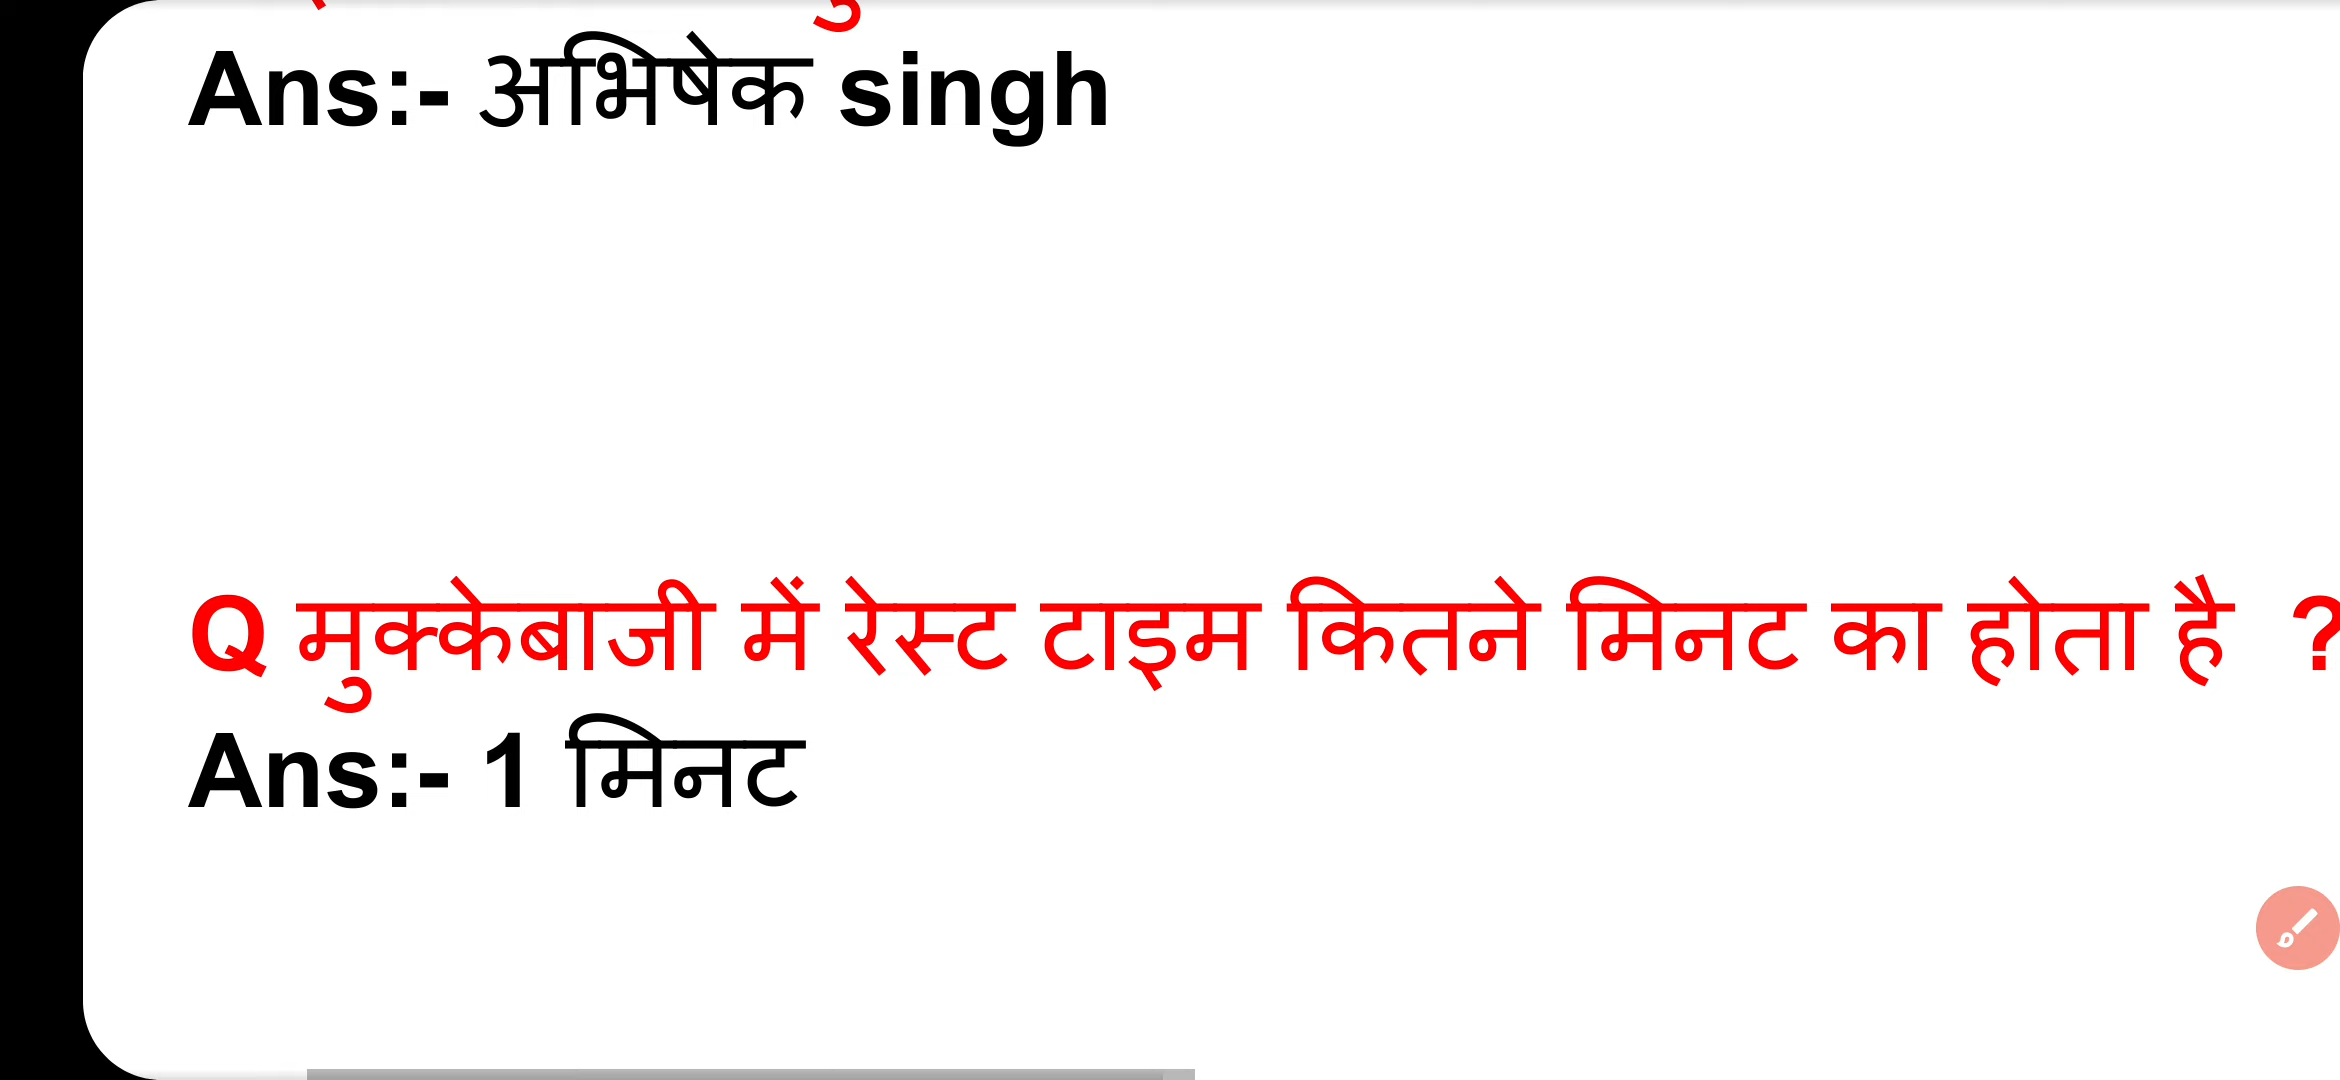 Ans:- अभिषेक singh
Q मुक्केबाजी में रेस्ट टाइम कितने मिनट का होता है ?
Ans:- 1 मिनट